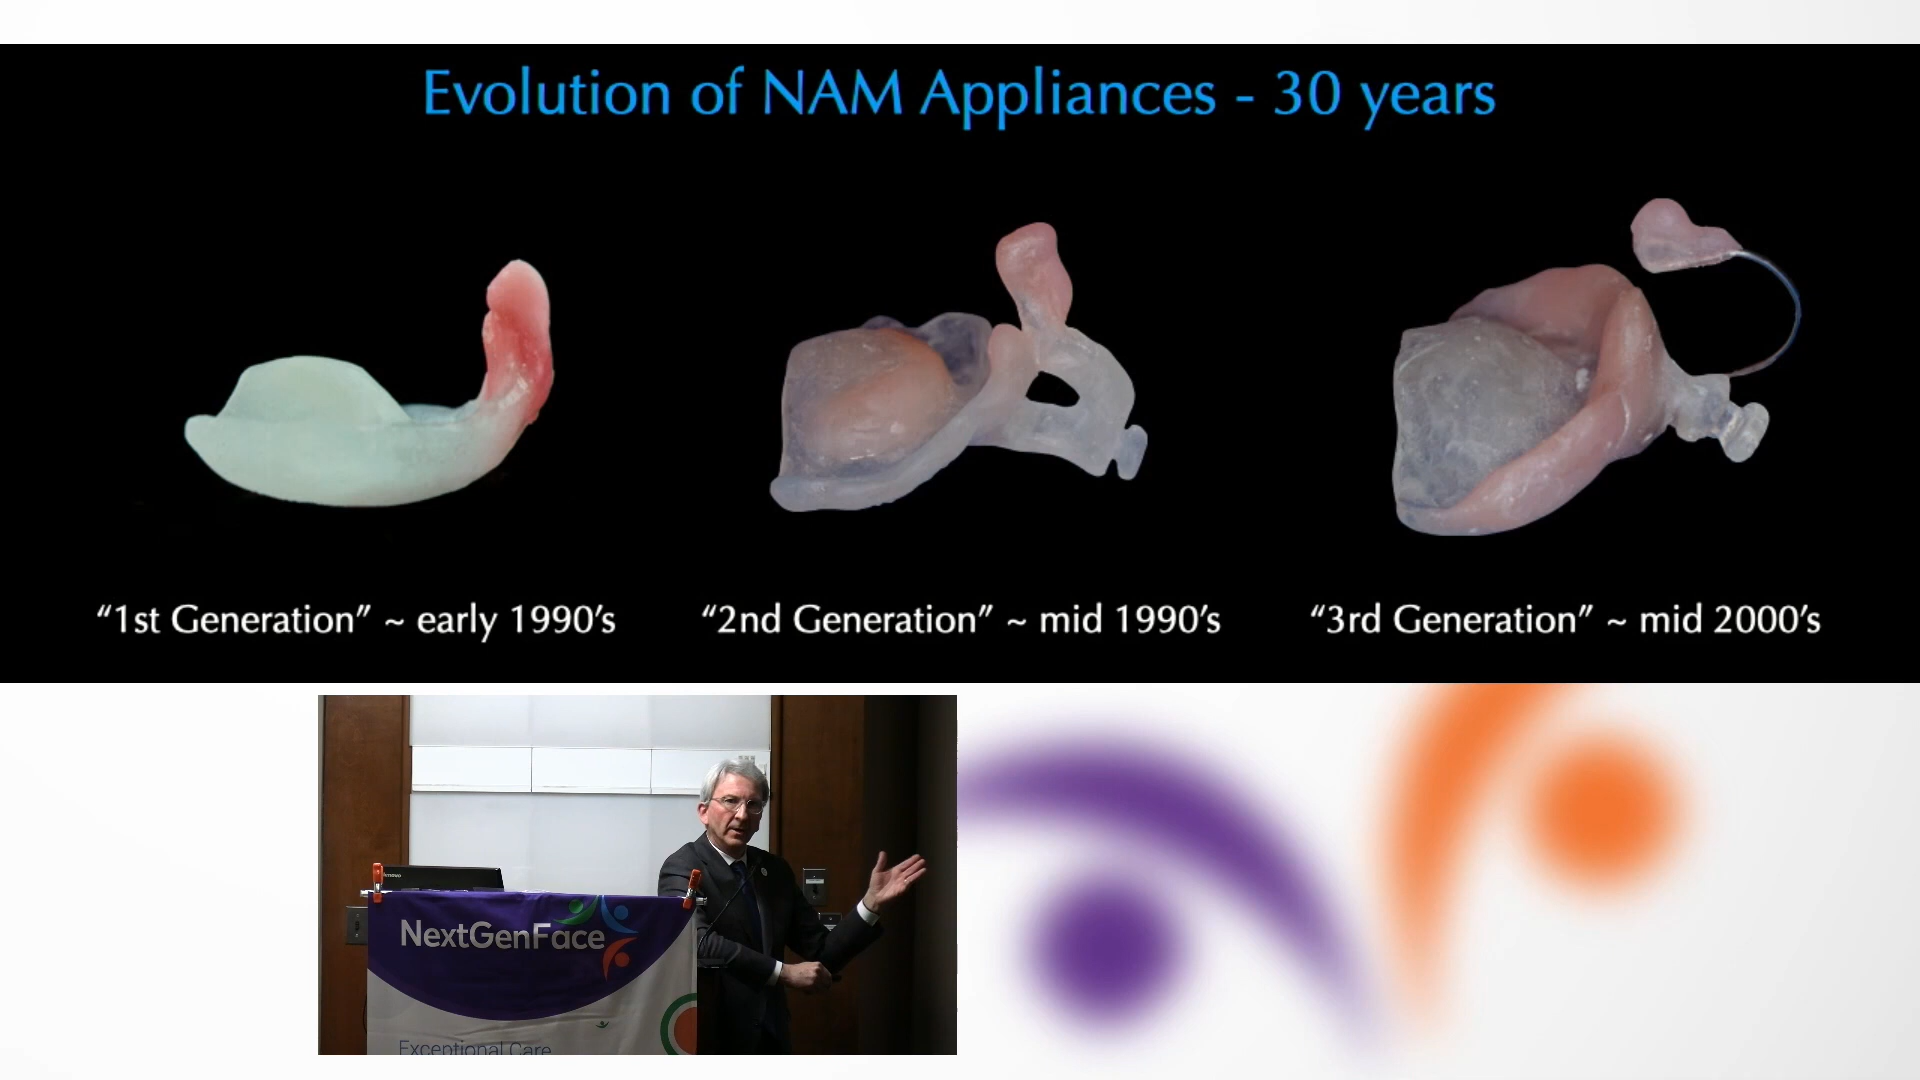 Evolution of NAM Appliances - 30 years
“1st Generation” ~ early 1990’s
“2nd Generation” ~ mid 1990’s
“3rd Generation” ~ mid 2000’s
NextGenFace
Exceptional Care